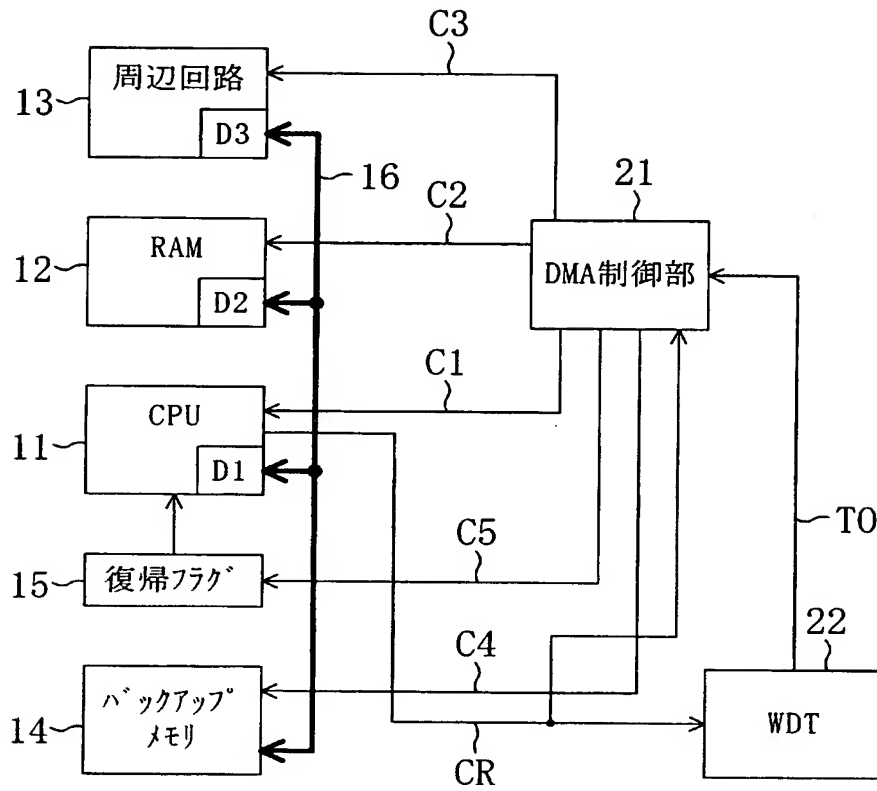 C3
周辺回路
13
D3
16
C2
21
RAM
12
D2
DMA制御部
C1
CPU
11
D1
TO
C5
15
復帰フラグ
22
C4
バックアップ
メモリ
14
WDT
CR